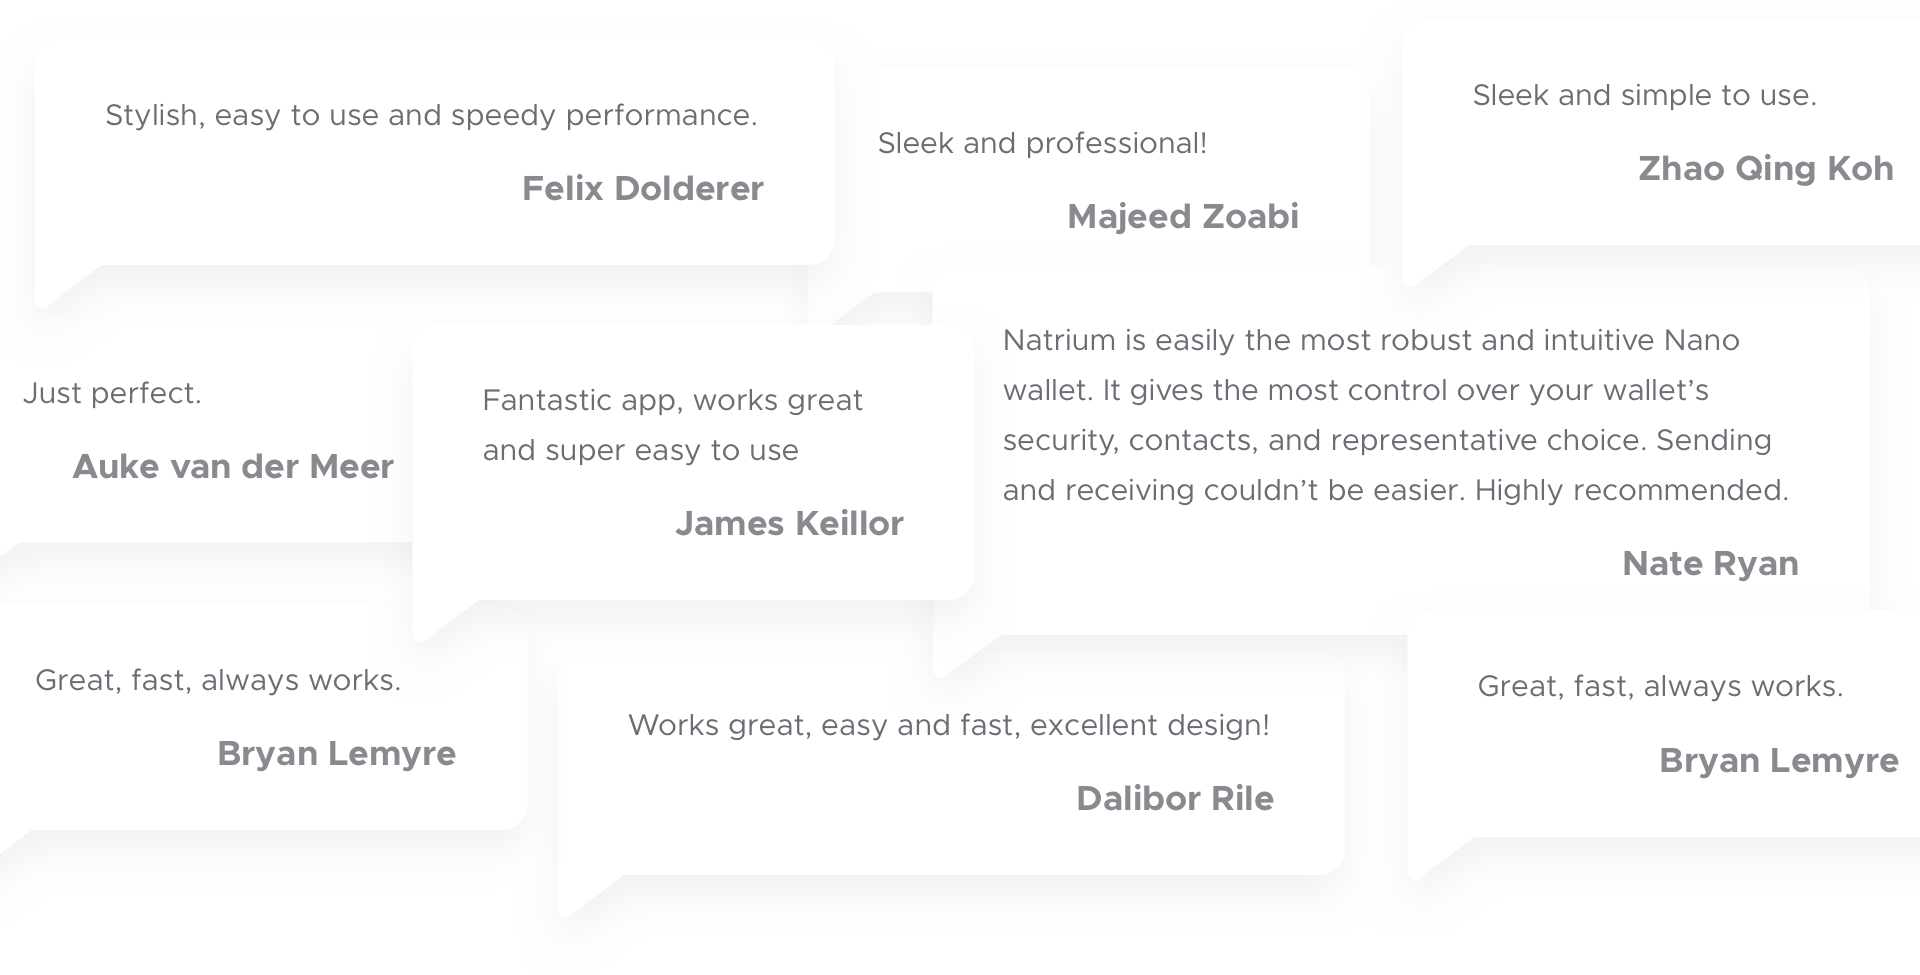 Stylish, easy to use and speedy performance.
Felix Dolderer
Sleek and professional!
Majeed Zoabi
Sleek and simple to use.
Zhao Qing Koh
Just perfect.
Auke van der Meer
Fantastic app, works great
and super easy to use
James Keillor
Natrium is easily the most robust and intuitive Nano
wallet. It gives the most control over your wallet’s
security, contacts, and representative choice. Sending
and receiving couldn’t be easier. Highly recommended.
Nate Ryan
Great, fast, always works.
Bryan Lemyre
Works great, easy and fast, excellent design!
Dalibor Rile
Great, fast, always works.
Bryan Lemyre